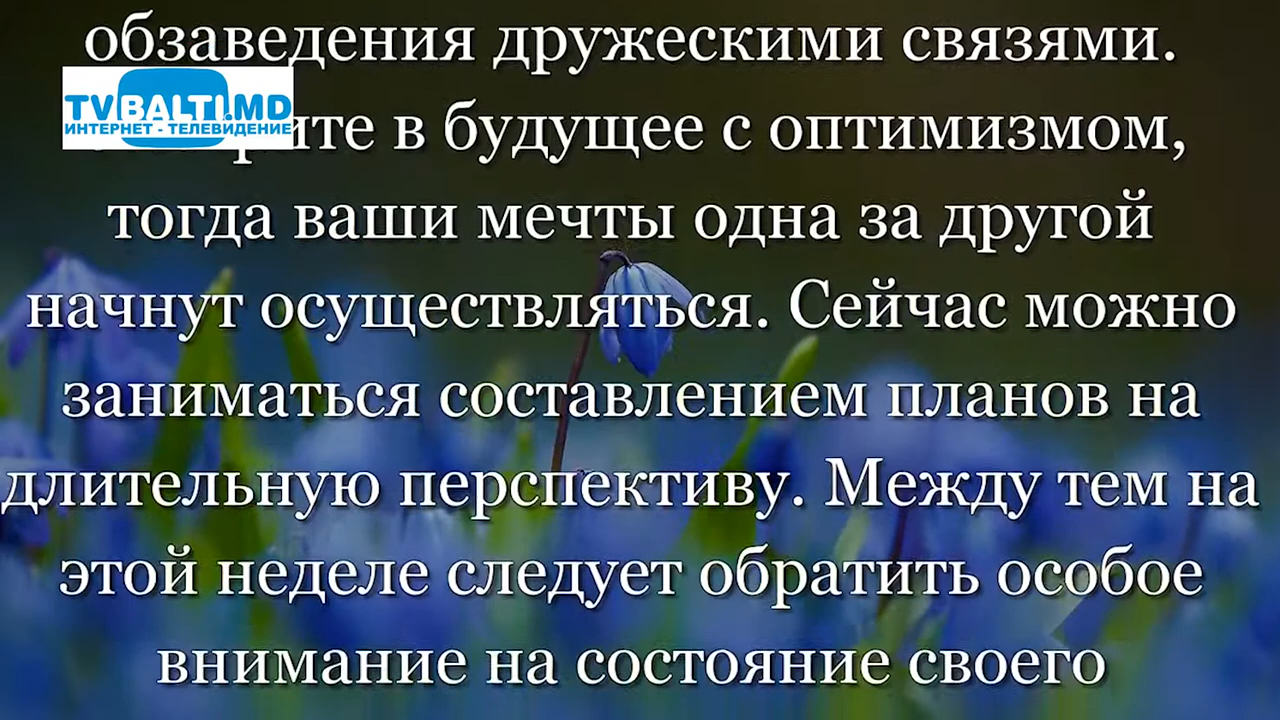 обзаведения дружескими связями.
TVBALTI.MD
ИНТЕРНЕТ - ТЕЛЕВИДЕНИЕ
в будущее с оптимизмом,
тогда ваши мечты одна за другой
начнут осуществляться. Сейчас можно
заниматься составлением планов на
длительную перспективу. Между тем на
этой неделе следует обратить особое
внимание на состояние своего